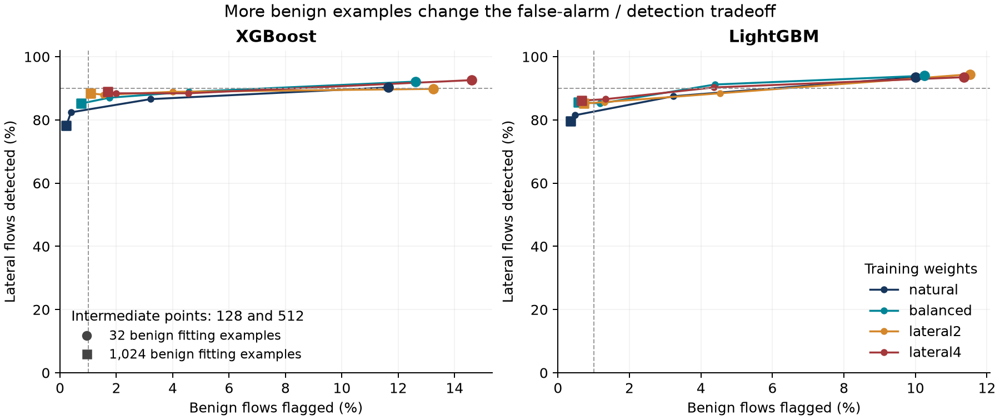 More benign examples change the false-alarm / detection tradeoff
XGBoost
Lateral flows detected (%)
100
80
60
40
20
0
0 2 4 6 8 10 12 14
Benign flows flagged (%)
Intermediate points: 128 and 512
32 benign fitting examples
1,024 benign fitting examples
LightGBM
Lateral flows detected (%)
100
80
60
40
20
0
0 2 4 6 8 10 12
Benign flows flagged (%)
Training weights
natural
balanced
lateral2
lateral4